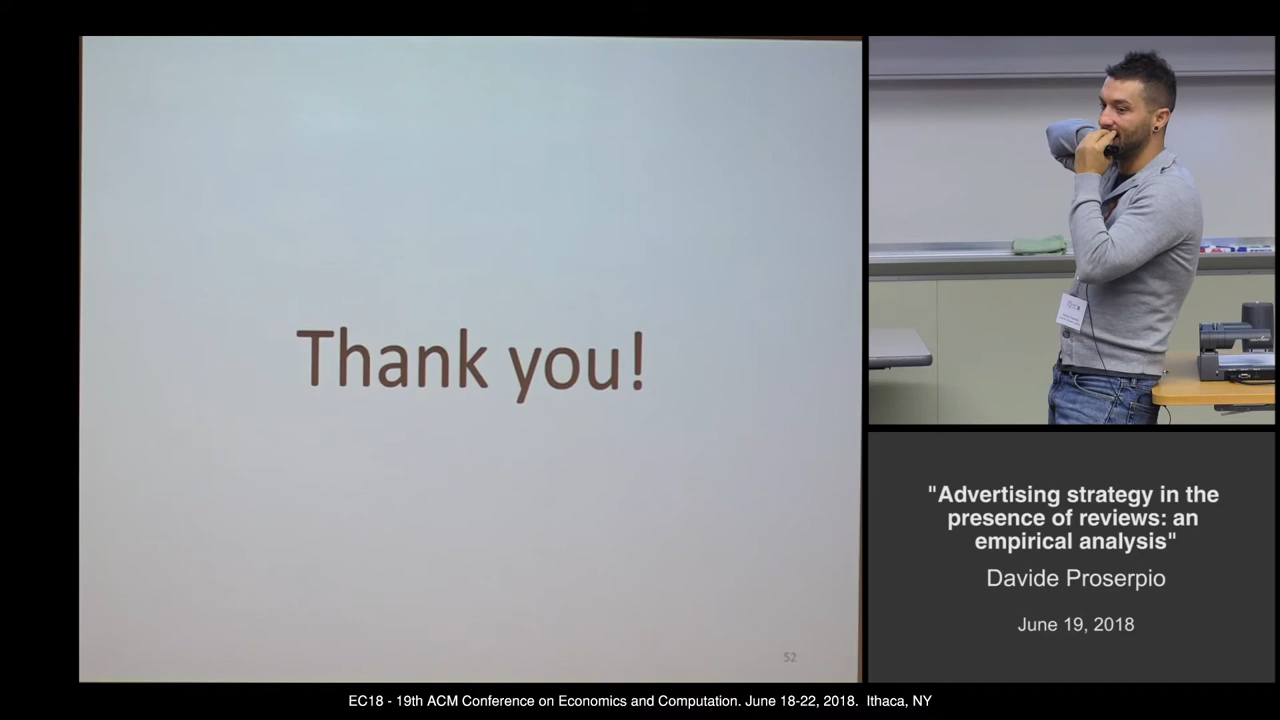 Thank you!
52
"Advertising strategy in the
presence of reviews: an
empirical analysis"
Davide Proserpio
June 19, 2018
EC18 - 19th ACM Conference on Economics and Computation. June 18-22, 2018. Ithaca, NY